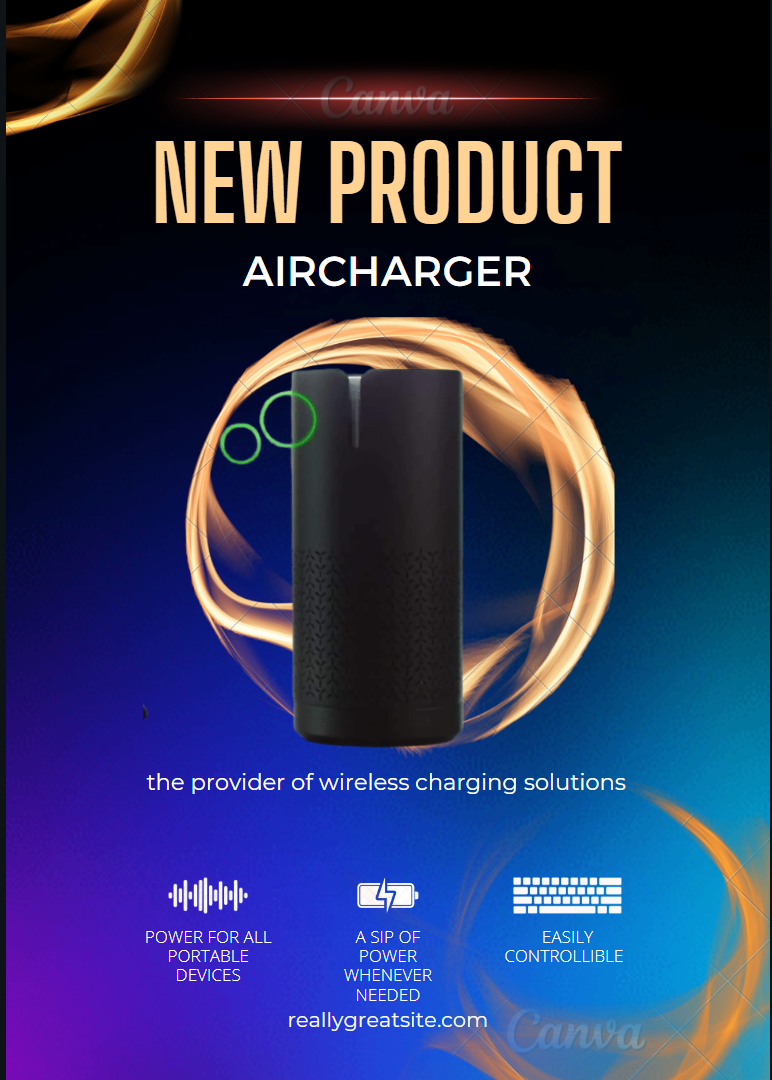 Canva
NEW PRODUCT
AIRCHARGER
the provider of wireless charging solutions
POWER FOR ALL
PORTABLE
DEVICES
A SIP OF
POWER
WHENEVER
NEEDED
EASILY
CONTROLLIBLE
reallygreatsite.com
Canva